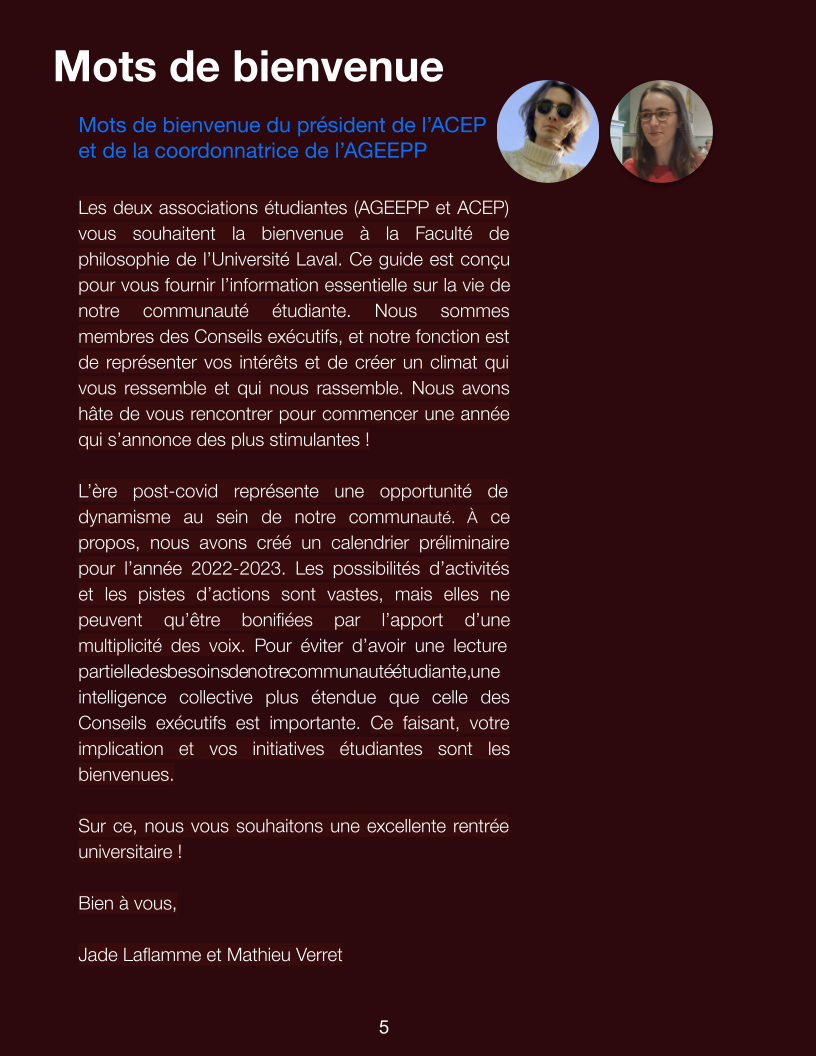 Mots de bienvenue
Mots de bienvenue du président de l’ACEP
et de la coordonnatrice de l’AGEEPP
Les deux associations étudiantes (AGEEPP et ACEP)
vous souhaitent la bienvenue à la Faculté de
philosophie de l’Université Laval. Ce guide est conçu
pour vous fournir l’information essentielle sur la vie de
notre communauté étudiante. Nous sommes
membres des Conseils exécutifs, et notre fonction est
de représenter vos intérêts et de créer un climat qui
vous ressemble et qui nous rassemble. Nous avons
hâte de vous rencontrer pour commencer une année
qui s’annonce des plus stimulantes !
L’ère post-covid représente une opportunité de
dynamisme au sein de notre communauté. À ce
propos, nous avons créé un calendrier préliminaire
pour l’année 2022-2023. Les possibilités d’activités
et les pistes d’actions sont vastes, mais elles ne
peuvent qu’être bonifiées par l’apport d’une
multiplicité des voix. Pour éviter d’avoir une lecture
partielledesbesoinsdenotrecommunautéétudiante,une
intelligence collective plus étendue que celle des
Conseils exécutifs est importante. Ce faisant, votre
implication et vos initiatives étudiantes sont les
bienvenues.
Sur ce, nous vous souhaitons une excellente rentrée
universitaire !
Bien à vous,
Jade Laflamme et Mathieu Verret
5